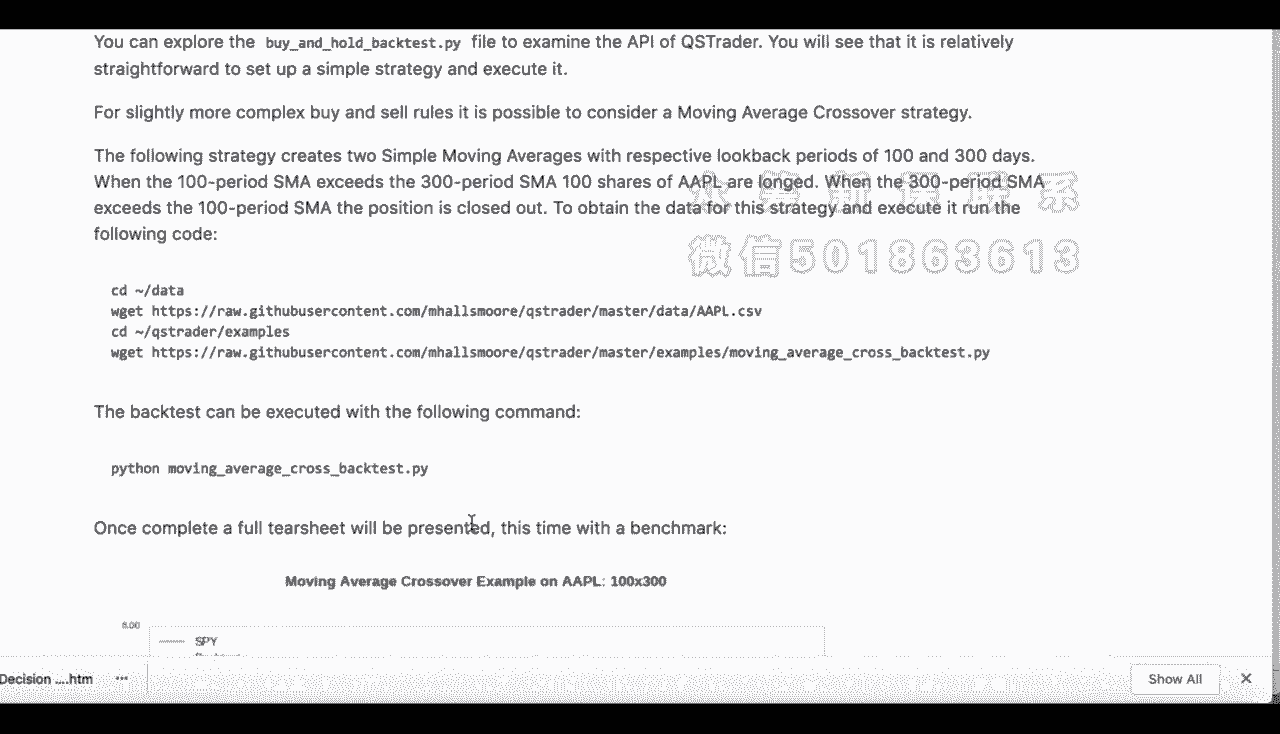 You can explore the buy_and_hold_backtest.py file to examine the API of QSTrader. You will see that it is relatively
straightforward to set up a simple strategy and execute it.
For slightly more complex buy and sell rules it is possible to consider a Moving Average Crossover strategy.
The following strategy creates two Simple Moving Averages with respective lookback periods of 100 and 300 days.
When the 100-period SMA exceeds the 300-period SMA 100 shares of AAPL are longed. When the 300-period SMA
exceeds the 100-period SMA the position is closed out. To obtain the data for this strategy and execute it run the
following code:
微信501863613
cd ~/data
wget https://raw.githubusercontent.com/mhallsmoore/qstrader/master/data/AAPL.csv
cd ~/qstrader/examples
wget https://raw.githubusercontent.com/mhallsmoore/qstrader/master/examples/moving_average_cross_backtest.py
The backtest can be executed with the following command:
python moving_average_cross_backtest.py
Once complete a full tearsheet will be presented, this time with a benchmark:
Moving Average Crossover Example on AAPL: 100x300
6.00
SPY
Decision ....htm
Show All